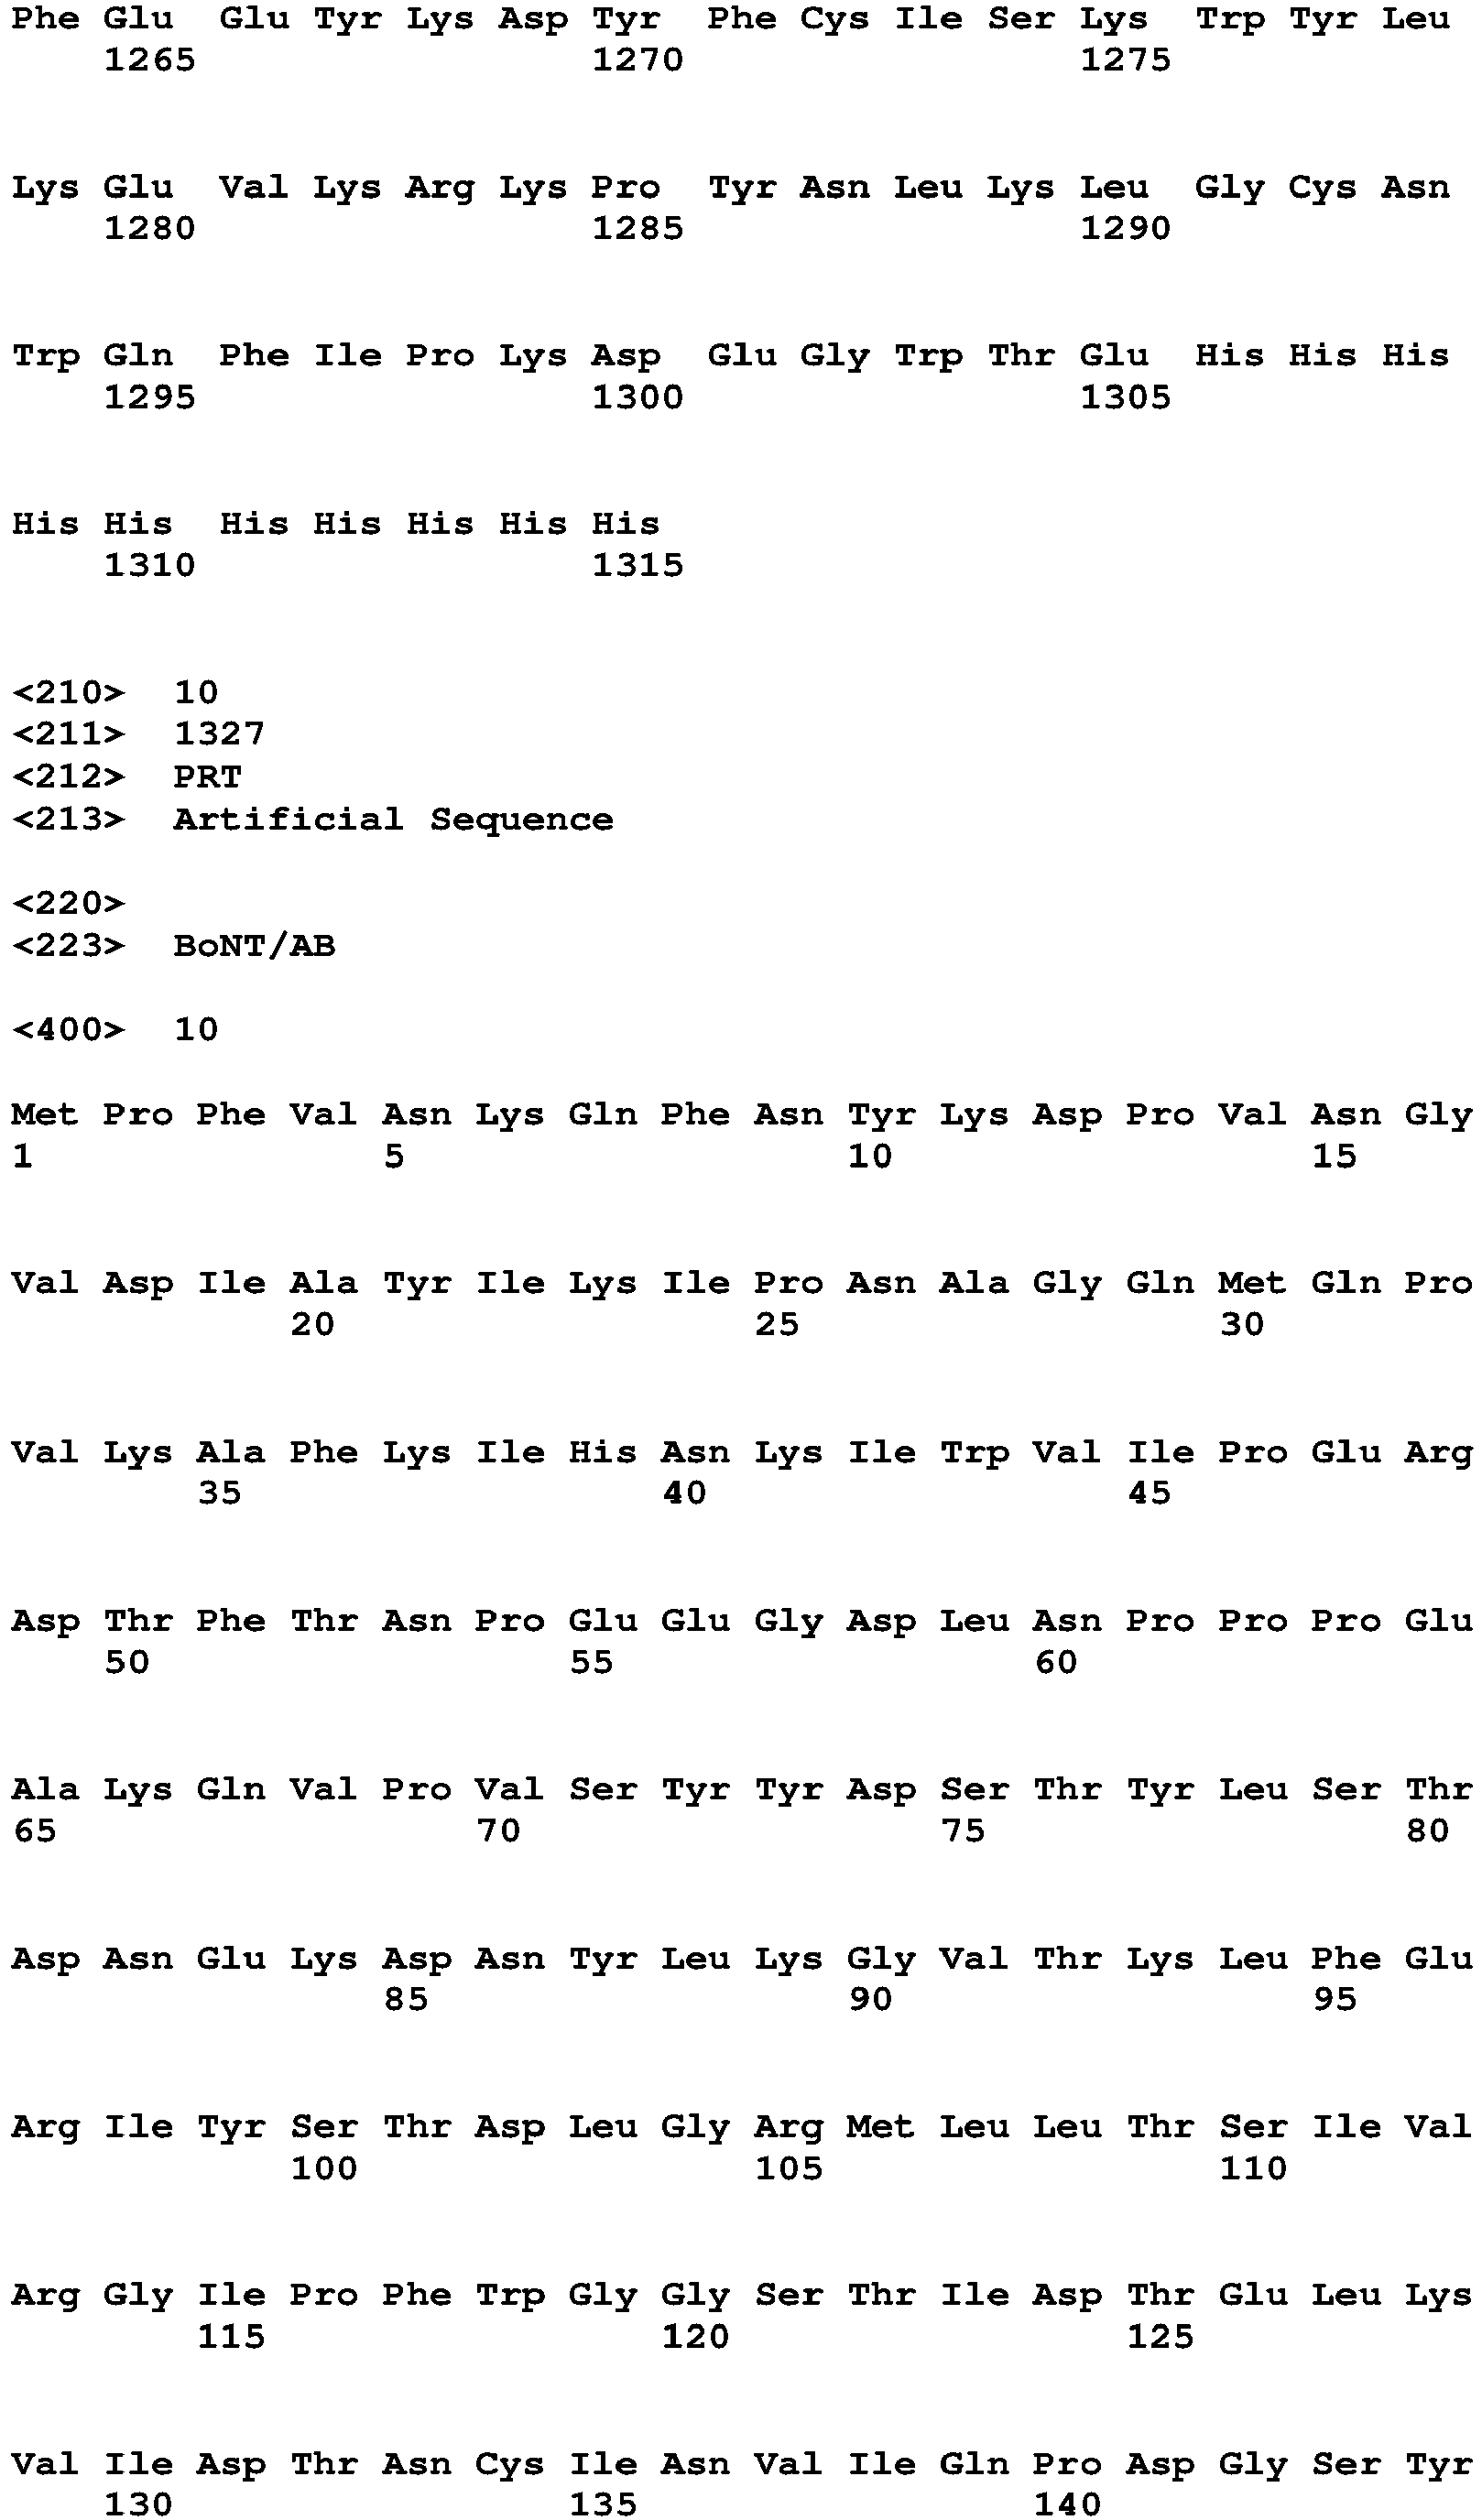 Phe Glu Glu Tyr Lys Asp Tyr Phe Cys Ile Ser Lys Trp Tyr Leu
1265 1270 1275
Lys Glu Val Lys Arg Lys Pro Tyr Asn Leu Lys Leu Gly Cys Asn
1280 1285 1290
Trp Gln Phe Ile Pro Lys Asp Glu Gly Trp Thr Glu His His His
1295 1300 1305
His His His His His His His
1310 1315
<210> 10
<211> 1327
<212> PRT
<213> Artificial Sequence
<220>
<223> BoNT/AB
<400> 10
Met Pro Phe Val Asn Lys Gln Phe Asn Tyr Lys Asp Pro Val Asn Gly
1 5 10 15
Val Asp Ile Ala Tyr Ile Lys Ile Pro Asn Ala Gly Gln Met Gln Pro
20 25 30
Val Lys Ala Phe Lys Ile His Asn Lys Ile Trp Val Ile Pro Glu Arg
35 40 45
Asp Thr Phe Thr Asn Pro Glu Glu Gly Asp Leu Asn Pro Pro Pro Glu
50 55 60
Ala Lys Gln Val Pro Val Ser Tyr Tyr Asp Ser Thr Tyr Leu Ser Thr
65 70 75 80
Asp Asn Glu Lys Asp Asn Tyr Leu Lys Gly Val Thr Lys Leu Phe Glu
85 90 95
Arg Ile Tyr Ser Thr Asp Leu Gly Arg Met Leu Leu Thr Ser Ile Val
100 105 110
Arg Gly Ile Pro Phe Trp Gly Gly Ser Thr Ile Asp Thr Glu Leu Lys
115 120 125
Val Ile Asp Thr Asn Cys Ile Asn Val Ile Gln Pro Asp Gly Ser Tyr
130 135 140